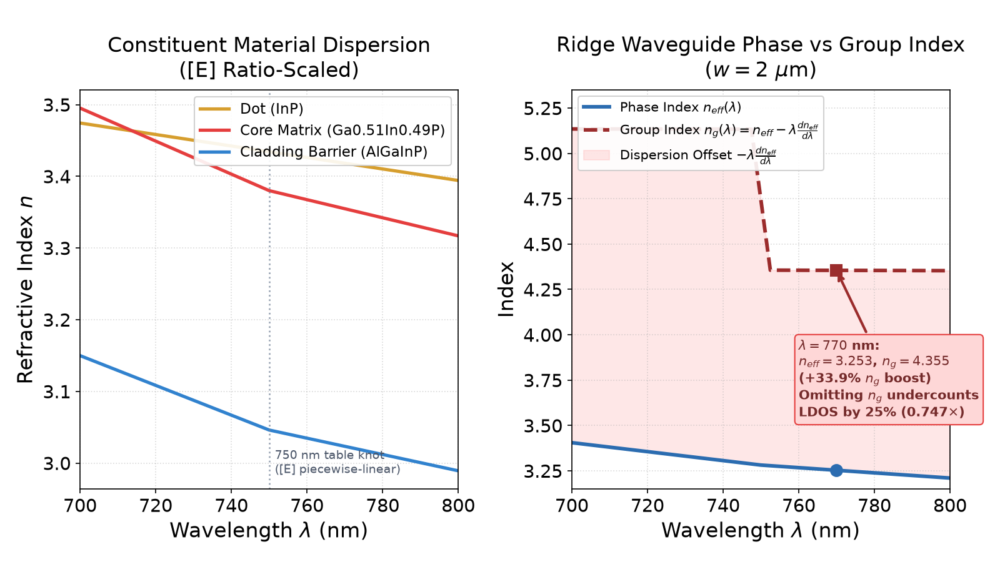 Constituent Material Dispersion
([E] Ratio-Scaled)
Refractive Index n
3.5
3.4
3.3
3.2
3.1
3.0
Dot (InP)
Core Matrix (Ga0.51In0.49P)
Cladding Barrier (AlGaInP)
750 nm table knot
([E] piecewise-linear)
700 720 740 760 780 800
Wavelength λ (nm)
Ridge Waveguide Phase vs Group Index
(w = 2 μm)
Index
5.25
5.00
4.75
4.50
4.25
4.00
3.75
3.50
3.25
Phase Index n_eff(λ)
Group Index n_g(λ) = n_eff − λ dn_eff/dλ
Dispersion Offset −λ dn_eff/dλ
λ = 770 nm:
n_eff = 3.253, n_g = 4.355
(+33.9% n_g boost)
Omitting n_g undercounts
LDOS by 25% (0.747×)
700 720 740 760 780 800
Wavelength λ (nm)